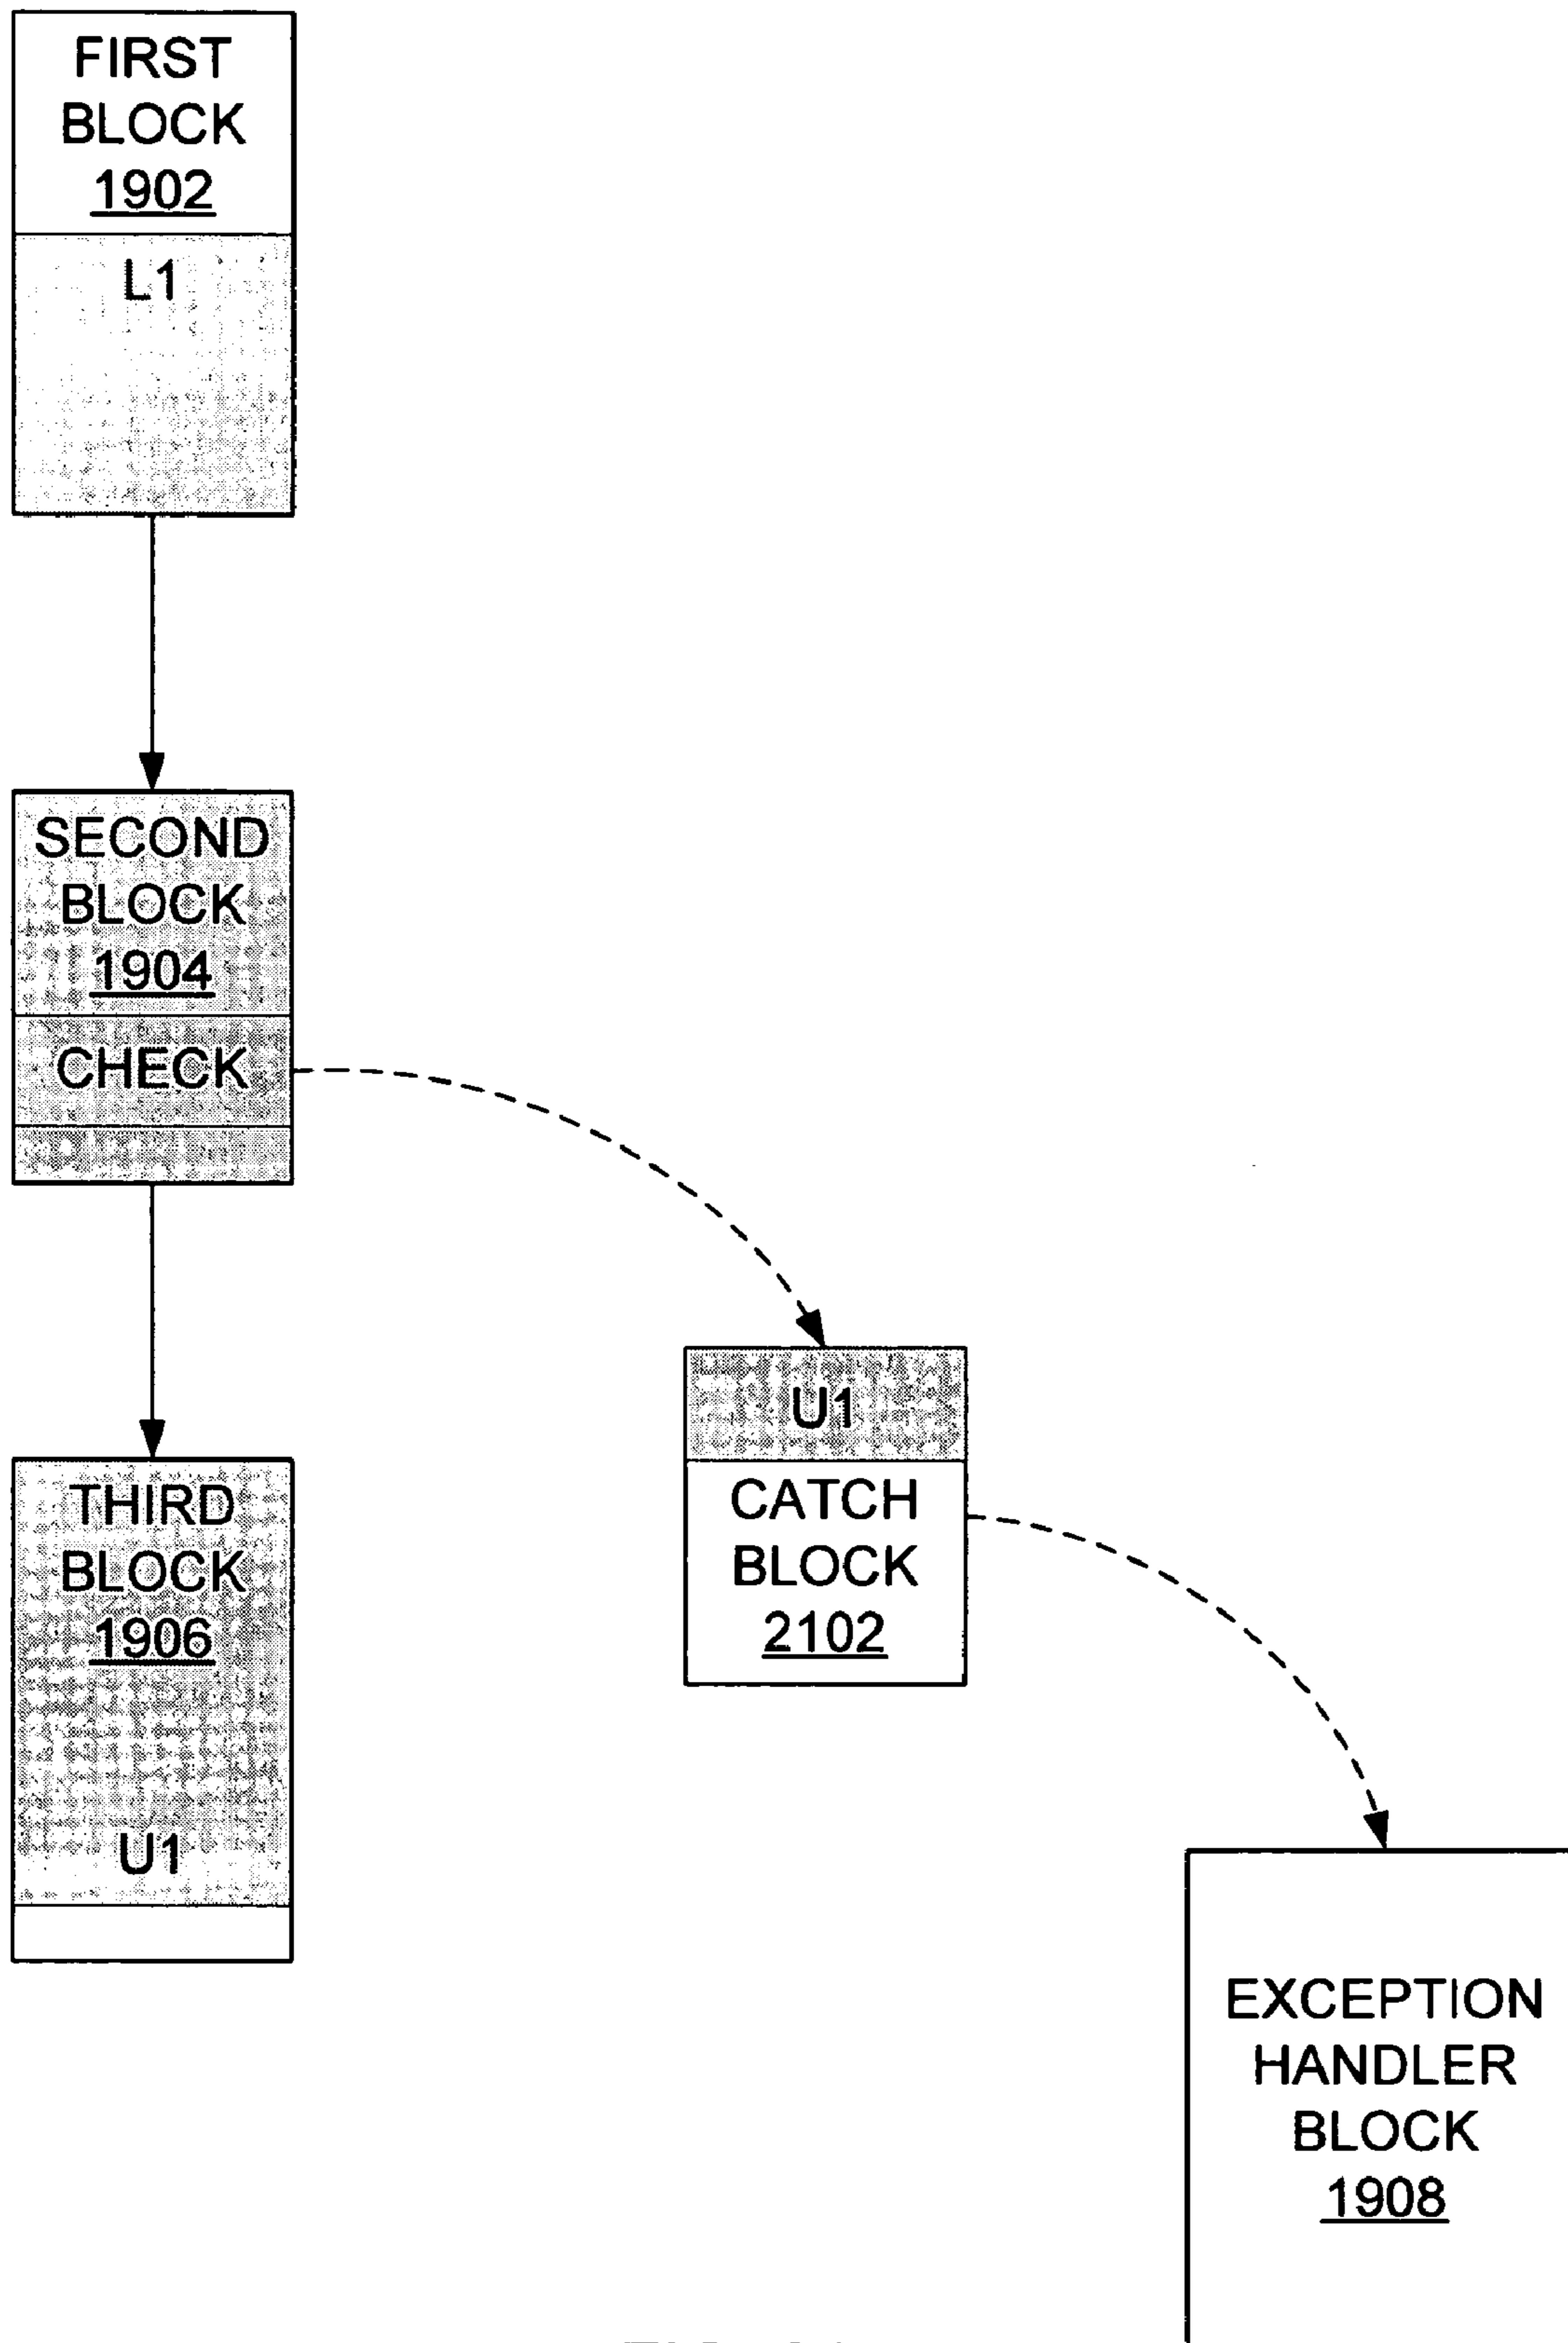 FIRST
BLOCK
1902
L1
SECOND
BLOCK
1904
CHECK
THIRD
BLOCK
1906
U1
U1
CATCH
BLOCK
2102
EXCEPTION
HANDLER
BLOCK
1908